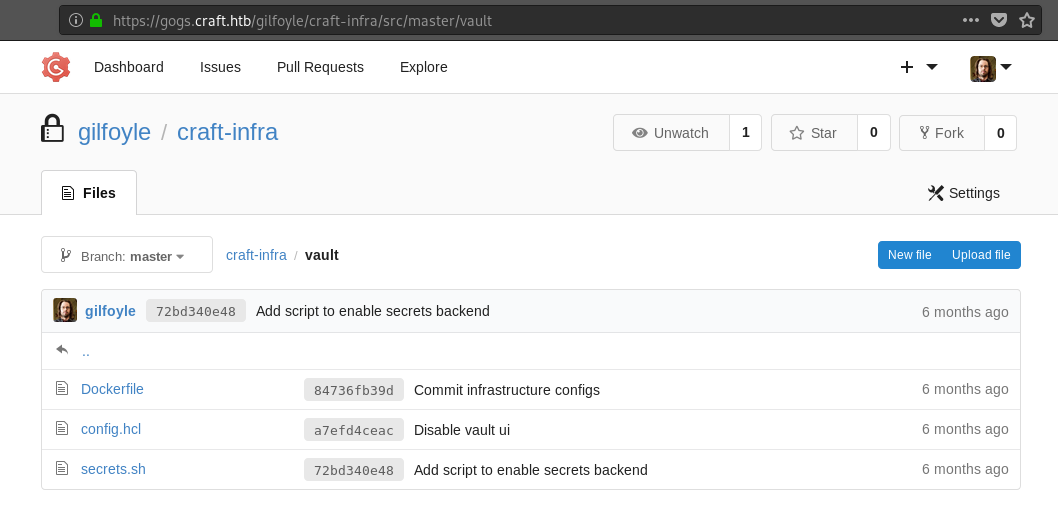 https://gogs.craft.htb/gilfoyle/craft-infra/src/master/vault
Dashboard Issues Pull Requests Explore
gilfoyle / craft-infra Unwatch 1 Star 0 Fork 0
Files Settings
Branch: master craft-infra / vault New file Upload file
gilfoyle 72bd340e48 Add script to enable secrets backend 6 months ago
..
Dockerfile 84736fb39d Commit infrastructure configs 6 months ago
config.hcl a7efd4ceac Disable vault ui 6 months ago
secrets.sh 72bd340e48 Add script to enable secrets backend 6 months ago